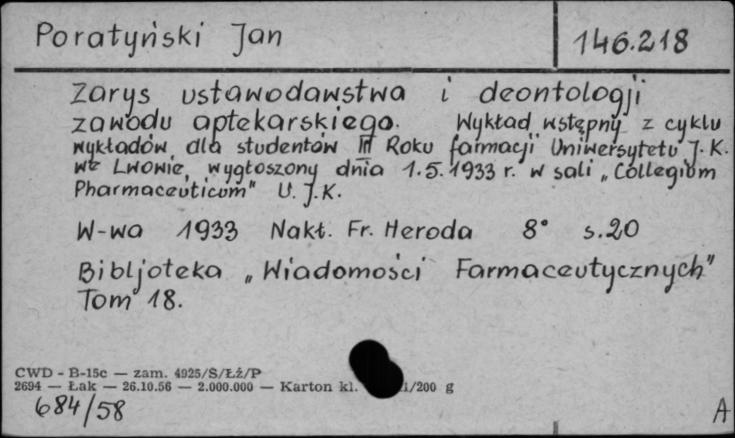 Poratyński Jan
146.218
Zarys ustawodawstwa i deontologji
zawodu aptekarskiego. Wykład wstępny z cyklu
wykładów dla studentów III Roku farmacji Uniwersytetu J.K.
we Lwowie, wygłoszony dnia 1.5.1933 r. w sali „Collegium
Pharmaceuticum" U. J.K.
W-wa 1933 Nakł. Fr. Heroda 8° s.20
Bibljoteka „Wiadomości Farmaceutycznych"
Tom 18.
CWD - B-15c — zam. 4925/S/Łż/P
2694 — Łak — 26.10.56 — 2.000.000 — Karton kl. /200 g
684/58
A